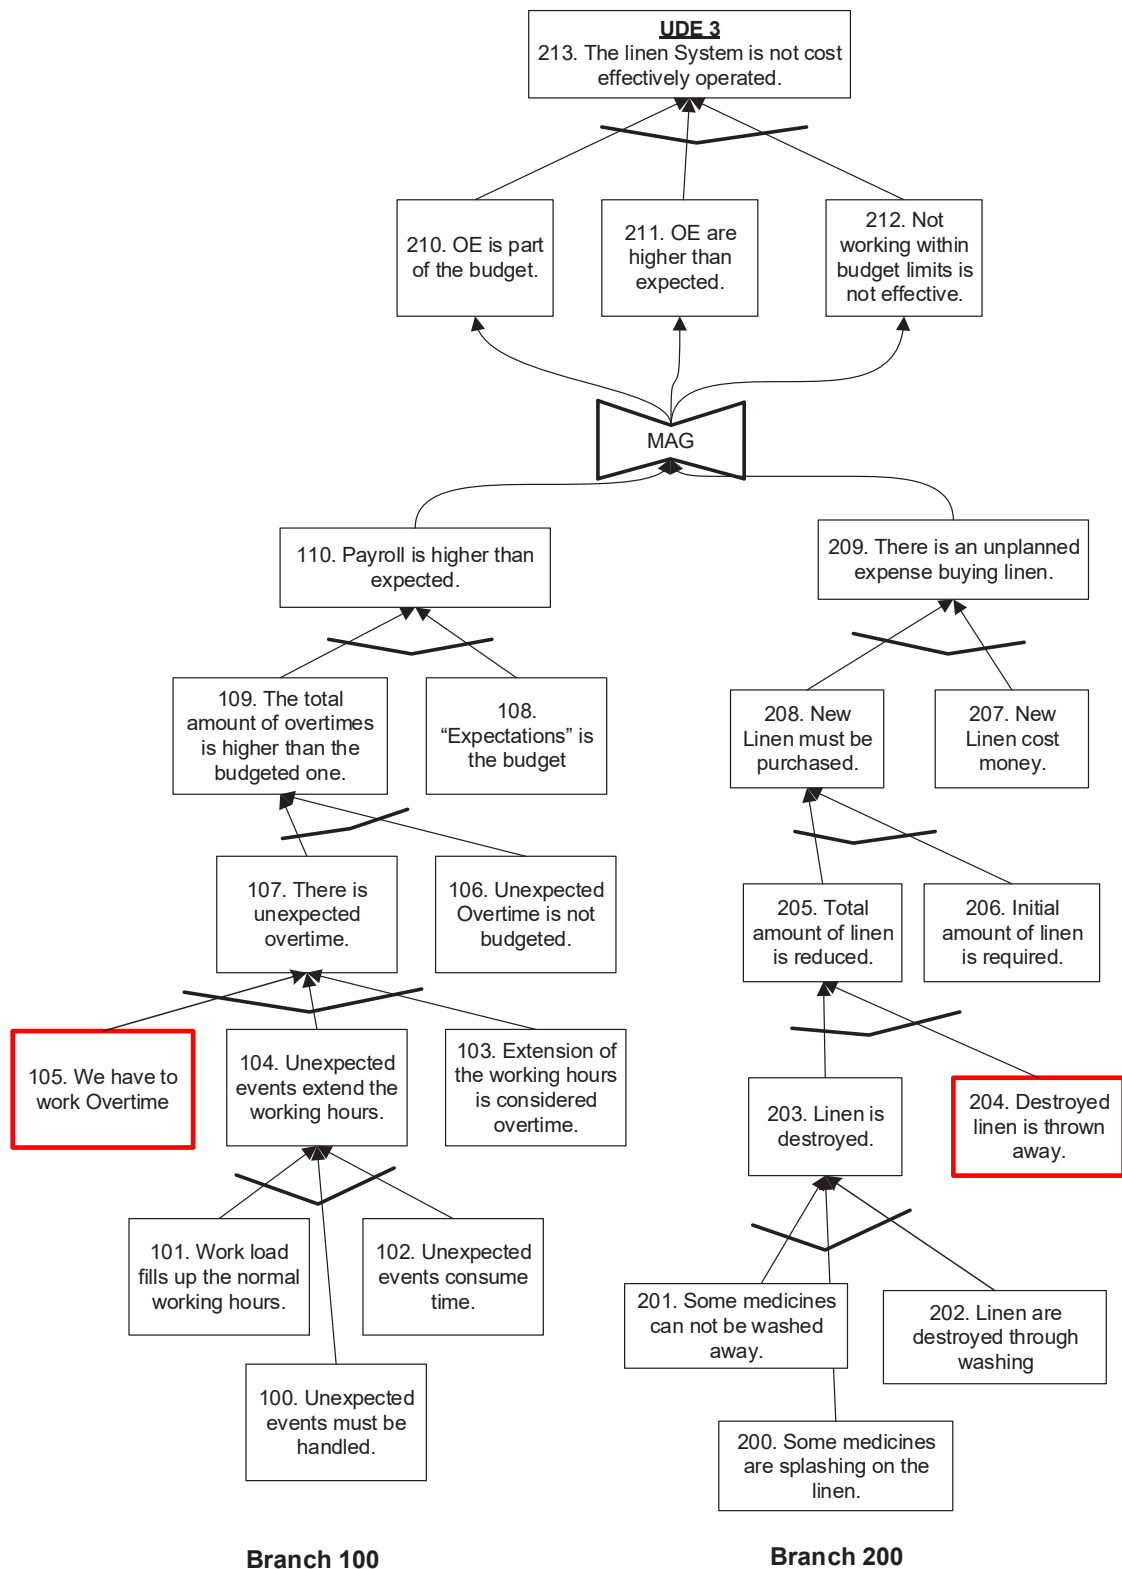 UDE 3
213. The linen System is not cost
effectively operated.
210. OE is part
of the budget.
211. OE are
higher than
expected.
212. Not
working within
budget limits is
not effective.
MAG
110. Payroll is higher than
expected.
209. There is an unplanned
expense buying linen.
109. The total
amount of overtimes
is higher than the
budgeted one.
108.
“Expectations” is
the budget
208. New
Linen must be
purchased.
207. New
Linen cost
money.
107. There is
unexpected
overtime.
106. Unexpected
Overtime is not
budgeted.
205. Total
amount of linen
is reduced.
206. Initial
amount of linen
is required.
105. We have to
work Overtime
104. Unexpected
events extend the
working hours.
103. Extension of
the working hours
is considered
overtime.
203. Linen is
destroyed.
204. Destroyed
linen is thrown
away.
101. Work load
fills up the normal
working hours.
102. Unexpected
events consume
time.
201. Some medicines
can not be washed
away.
202. Linen are
destroyed through
washing
100. Unexpected
events must be
handled.
200. Some medicines
are splashing on the
linen.
Branch 100
Branch 200